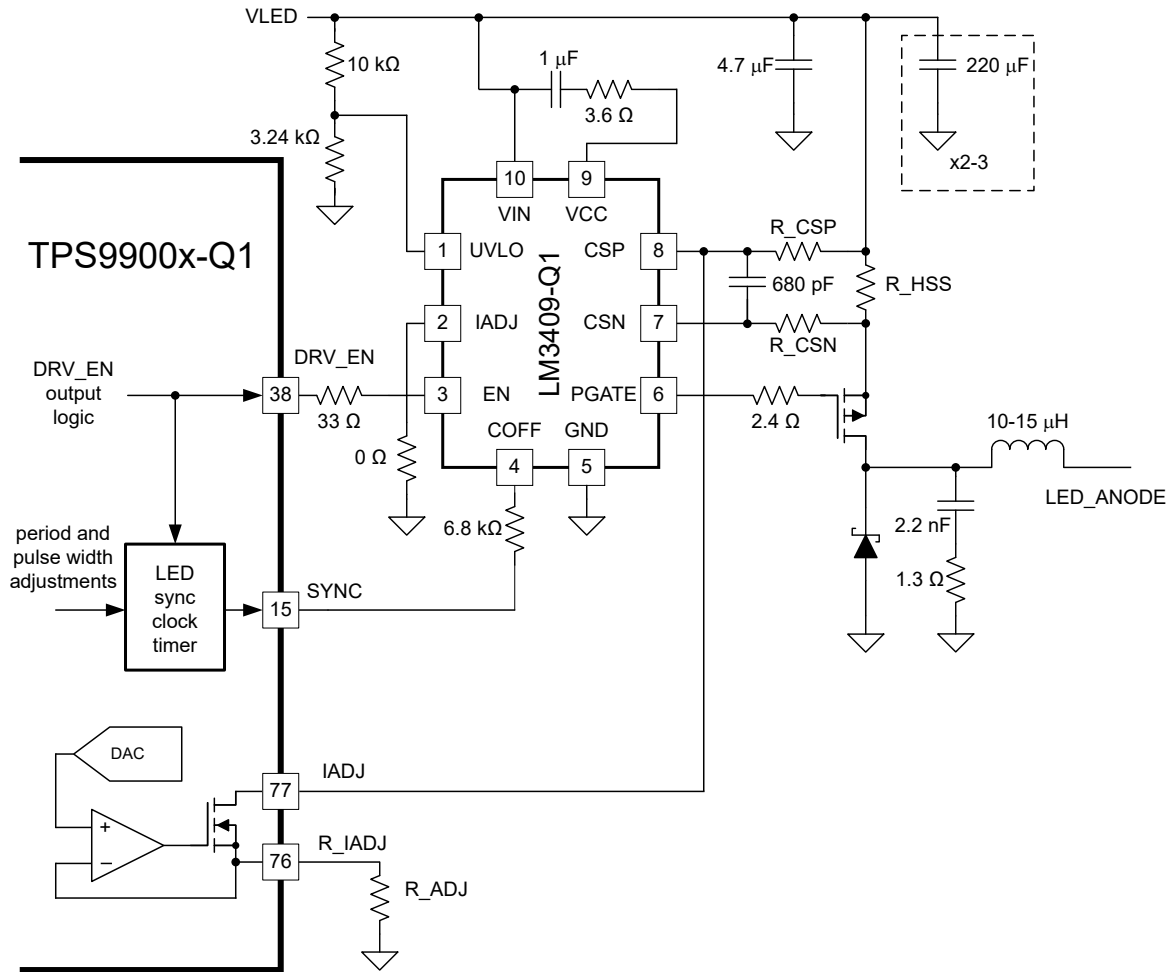 VLED
10 kΩ
1 μF
4.7 μF
220 μF
3.6 Ω
3.24 kΩ
x2-3
10
9
VIN
VCC
TPS9900x-Q1
LM3409-Q1
1
UVLO
CSP
8
R_CSP
680 pF
R_HSS
2
IADJ
CSN
7
R_CSN
DRV_EN
output
logic
38
DRV_EN
33 Ω
3
EN
PGATE
6
2.4 Ω
10-15 μH
LED_ANODE
0 Ω
COFF
GND
4
5
6.8 kΩ
2.2 nF
1.3 Ω
period and
pulse width
adjustments
LED
sync
clock
timer
15
SYNC
DAC
77
IADJ
+
−
76
R_IADJ
R_ADJ